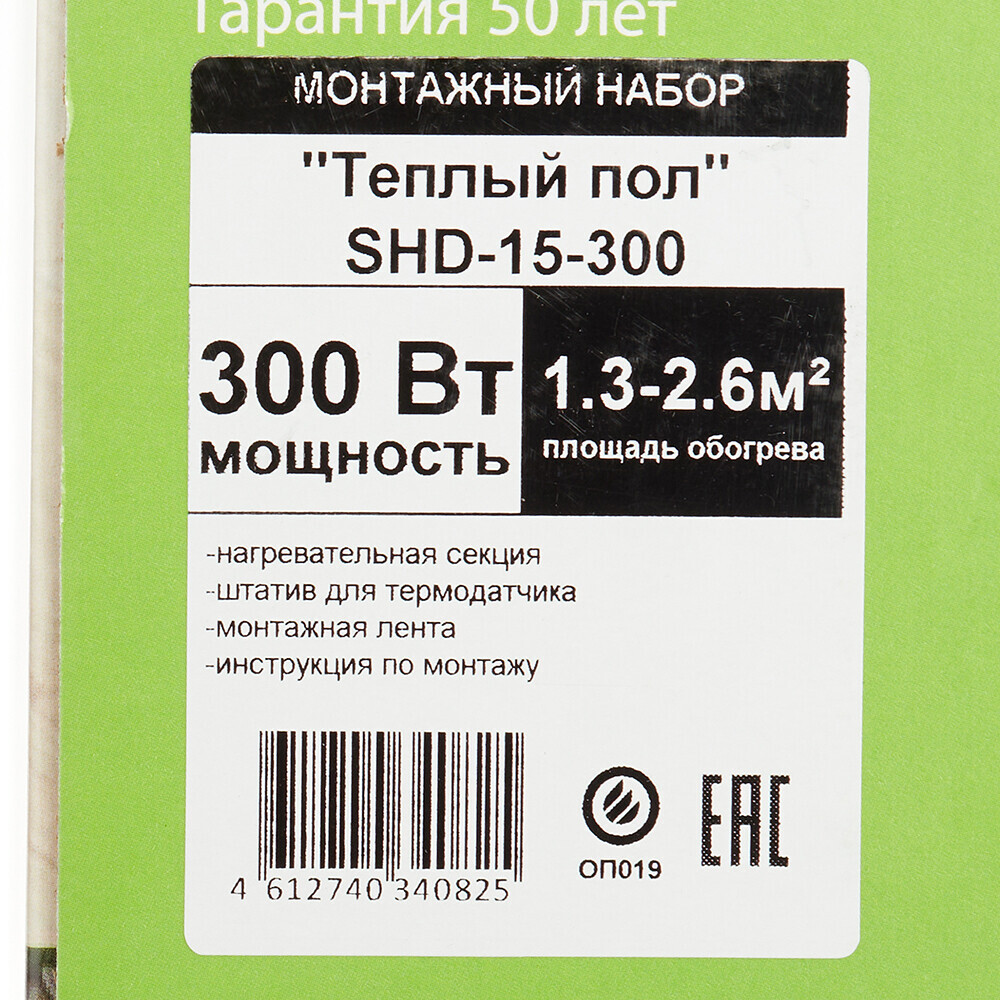 Гарантия 50 лет
МОНТАЖНЫЙ НАБОР
"Теплый пол"
SHD-15-300
300 Вт
мощность
1.3-2.6м²
площадь обогрева
-нагревательная секция
-штатив для термодатчика
-монтажная лента
-инструкция по монтажу
4 612740 340825
ОП019
ЕАС